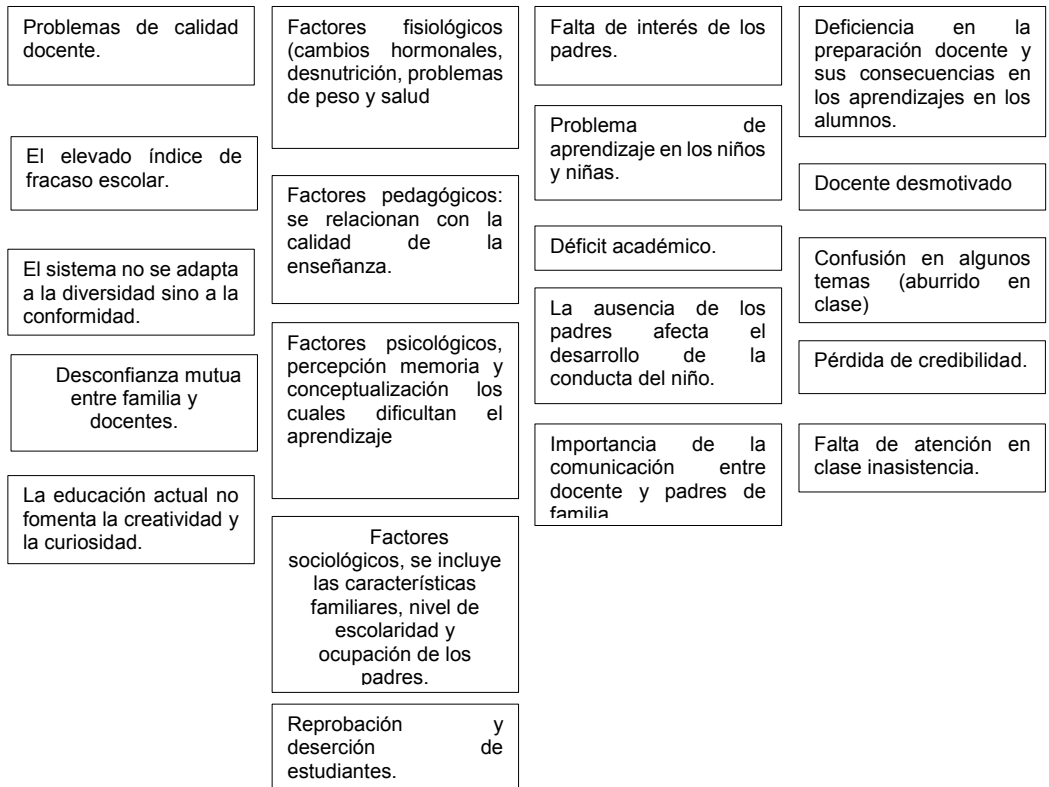 Problemas de calidad
docente.
El elevado índice de
fracaso escolar.
El sistema no se adapta
a la diversidad sino a la
conformidad.
Desconfianza mutua
entre familia y
docentes.
La educación actual no
fomenta la creatividad y
la curiosidad.
Factores fisiológicos
(cambios hormonales,
desnutrición, problemas
de peso y salud
Factores pedagógicos:
se relacionan con la
calidad de la
enseñanza.
Factores psicológicos,
percepción memoria y
conceptualización los
cuales dificultan el
aprendizaje
Factores
sociológicos, se incluye
las características
familiares, nivel de
escolaridad y
ocupación de los
padres.
Reprobación y
deserción de
estudiantes.
Falta de interés de los
padres.
Problema de
aprendizaje en los niños
y niñas.
Déficit académico.
La ausencia de los
padres afecta el
desarrollo de la
conducta del niño.
Importancia de la
comunicación entre
docente y padres de
familia
Deficiencia en la
preparación docente y
sus consecuencias en
los aprendizajes en los
alumnos.
Docente desmotivado
Confusión en algunos
temas (aburrido en
clase)
Pérdida de credibilidad.
Falta de atención en
clase inasistencia.